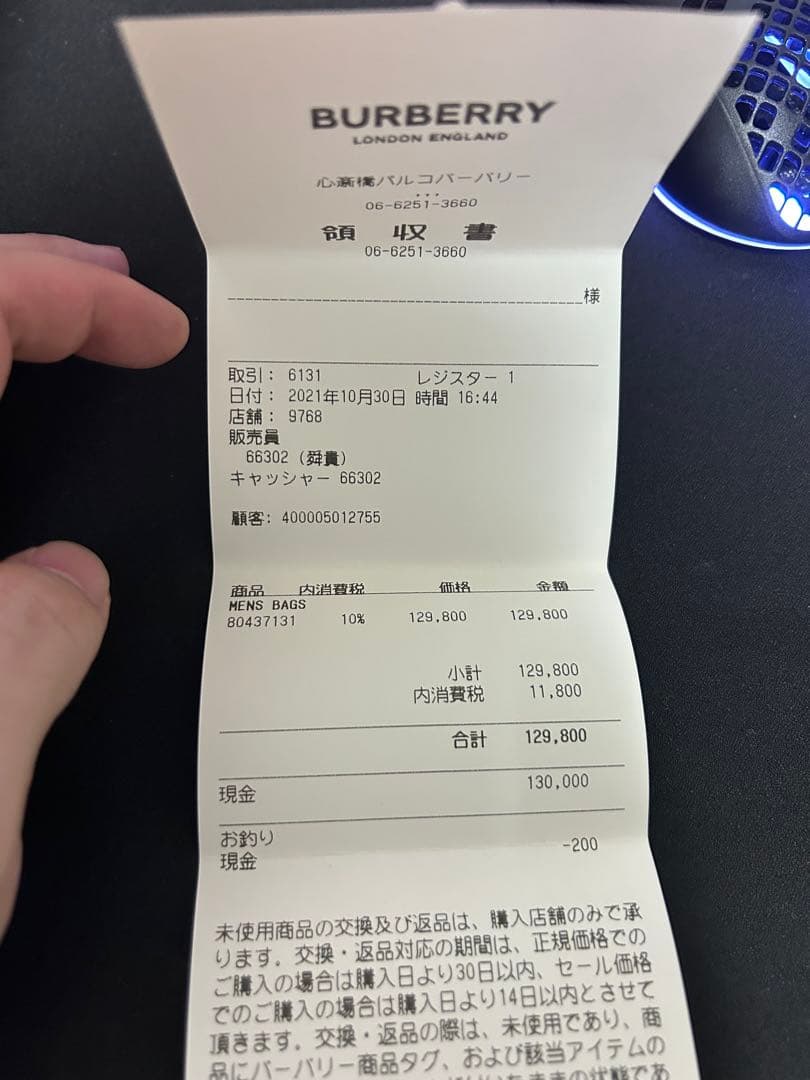 BURBERRY
LONDON ENGLAND
心斎橋パルコバーバリー
...
06-6251-3660
領 収 書
06-6251-3660
様
取引: 6131 レジスター 1
日付: 2021年10月30日 時間 16:44
店舗: 9768
販売員
66302 (舜貴)
キャッシャー 66302
顧客: 400005012755
商品 内消費税 価格 金額
MENS BAGS
80437131 10% 129,800 129,800
小計 129,800
内消費税 11,800
合計 129,800
現金 130,000
お釣り
現金 -200
未使用商品の交換及び返品は、購入店舗のみで承
ります。交換・返品対応の期間は、正規価格での
ご購入の場合は購入日より30日以内、セール価格
でのご購入の場合は購入日より14日以内とさせて
頂きます。交換・返品の際は、未使用であり、商
品にバーバリー商品タグ、および該当アイテムの